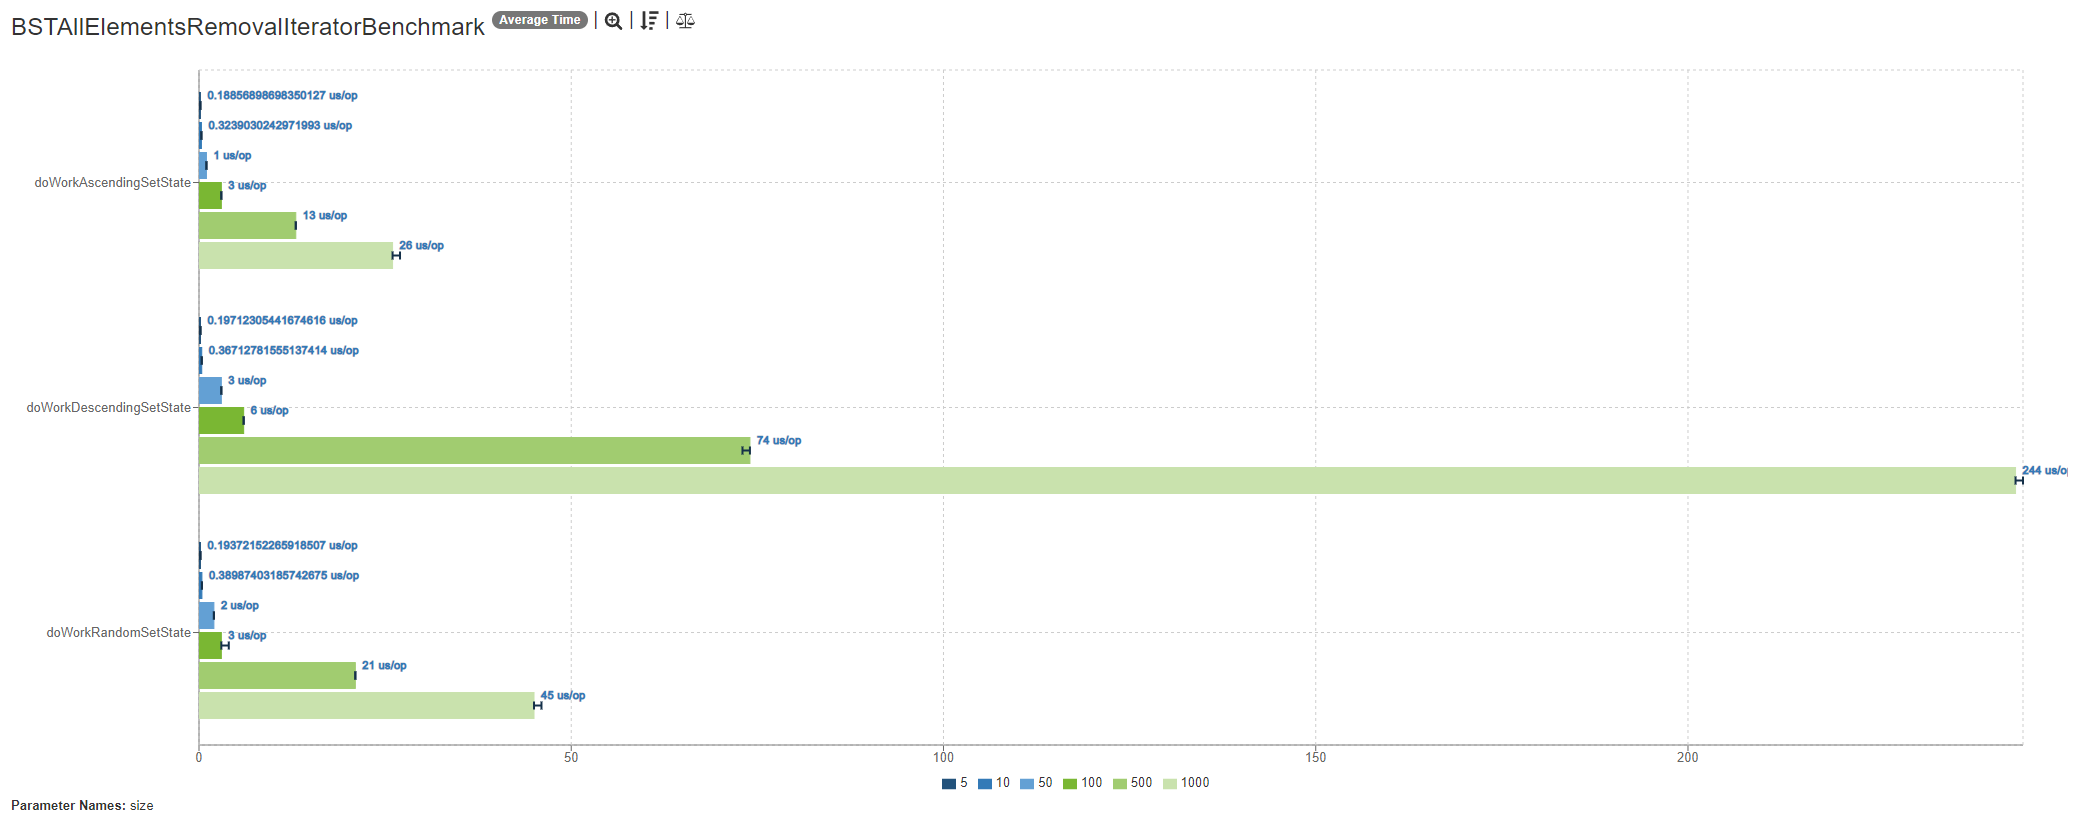 BSTAllElementsRemovalIteratorBenchmark Average Time | | |
0.18856898698350127 us/op
0.3239030242971993 us/op
1 us/op
doWorkAscendingSetState
3 us/op
13 us/op
26 us/op
0.19712305441674616 us/op
0.36712781555137414 us/op
3 us/op
doWorkDescendingSetState
6 us/op
74 us/op
244 us/o
0.19372152265918507 us/op
0.38987403185742675 us/op
2 us/op
doWorkRandomSetState
3 us/op
21 us/op
45 us/op
0 50 100 150 200
5 10 50 100 500 1000
Parameter Names: size